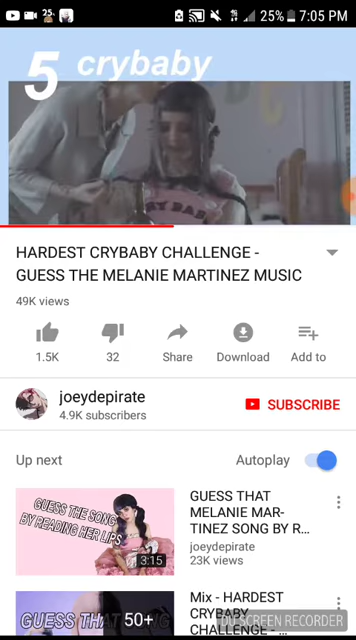 25%
25% 7:05 PM
5 crybaby
CRY BABY
HARDEST CRYBABY CHALLENGE -
GUESS THE MELANIE MARTINEZ MUSIC
49K views
1.5K 32 Share Download Add to
joeydepirate
4.9K subscribers
SUBSCRIBE
Up next Autoplay
GUESS THE SONG
BY READING HER LIPS
3:15
GUESS THAT
MELANIE MAR-
TINEZ SONG BY R...
joeydepirate
23K views
GUESS THA
50+
Mix - HARDEST
CRYBABY
CHALLENGE - ...
DU SCREEN RECORDER